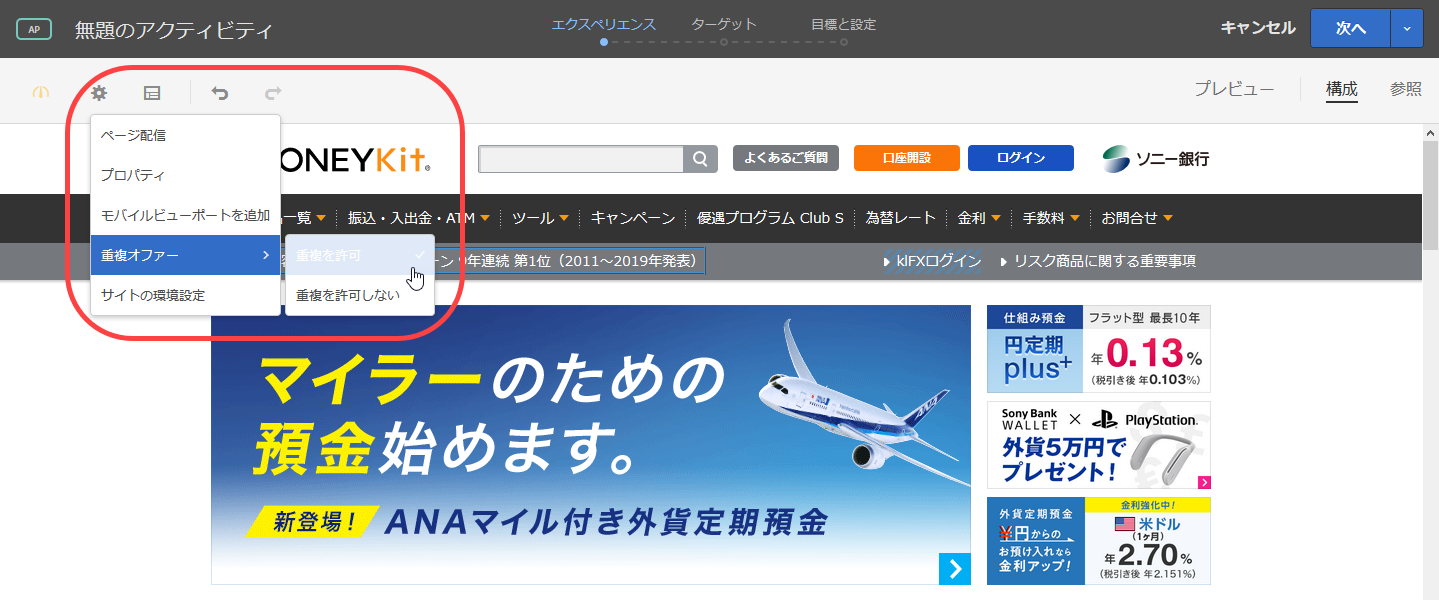 AP 無題のアクティビティ エクスペリエンス ターゲット 目標と設定 キャンセル 次へ
プレビュー 構成 参照
ページ配信
プロパティ
モバイルビューポートを追加
重複オファー
サイトの環境設定
重複を許可
重複を許可しない
ONEYKit
よくあるご質問 口座開設 ログイン ソニー銀行
一覧 振込・入出金・ATM ツール キャンペーン 優遇プログラム Club S 為替レート 金利 手数料 お問合せ
ーン 9年連続 第1位（2011～2019年発表） klFXログイン リスク商品に関する重要事項
マイラーのための
預金始めます。
新登場！ ANAマイル付き外貨定期預金
ANA
仕組み預金 フラット型 最長10年
円定期
plus+
年0.13%
(税引き後 年0.103%)
Sony Bank
WALLET × PlayStation.
外貨5万円で
プレゼント！
外貨定期預金
¥円からの
お預け入れなら
金利アップ！
金利強化中！
米ドル
(1ヶ月)
年2.70%
(税引き後 年2.151%)